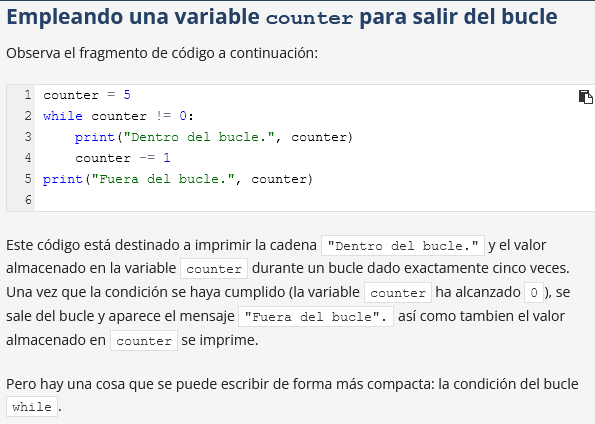 Empleando una variable counter para salir del bucle
Observa el fragmento de código a continuación:
1 counter = 5
2 while counter != 0:
3     print("Dentro del bucle.", counter)
4     counter -= 1
5 print("Fuera del bucle.", counter)
6
Este código está destinado a imprimir la cadena "Dentro del bucle." y el valor
almacenado en la variable counter durante un bucle dado exactamente cinco veces.
Una vez que la condición se haya cumplido (la variable counter ha alcanzado 0 ), se
sale del bucle y aparece el mensaje "Fuera del bucle". así como tambien el valor
almacenado en counter se imprime.
Pero hay una cosa que se puede escribir de forma más compacta: la condición del bucle
while .